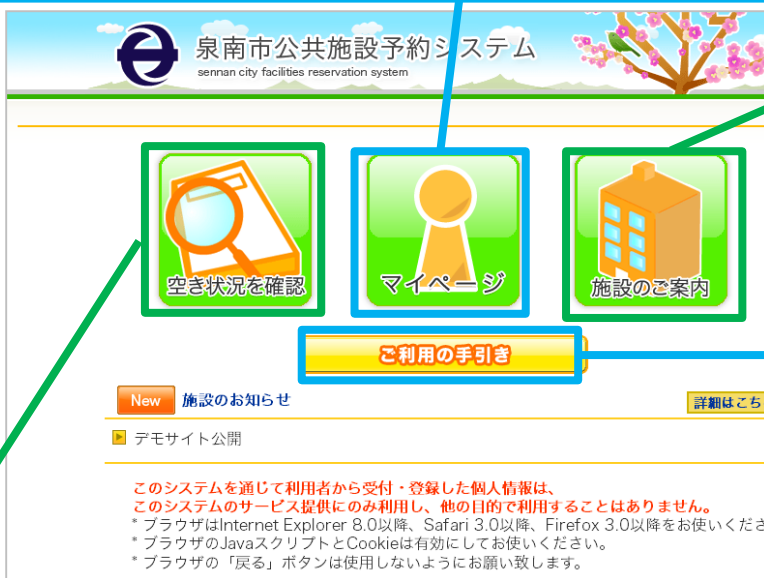 泉南市公共施設予約システム
sennan city facilities reservation system
空き状況を確認
マイページ
施設のご案内
ご利用の手引き
New 施設のお知らせ
詳細はこち
デモサイト公開
このシステムを通じて利用者から受付・登録した個人情報は、
このシステムのサービス提供にのみ利用し、他の目的で利用することはありません。
* ブラウザはInternet Explorer 8.0以降、Safari 3.0以降、Firefox 3.0以降をお使いくださ
* ブラウザのJavaスクリプトとCookieは有効にしてお使いください。
* ブラウザの「戻る」ボタンは使用しないようにお願い致します。